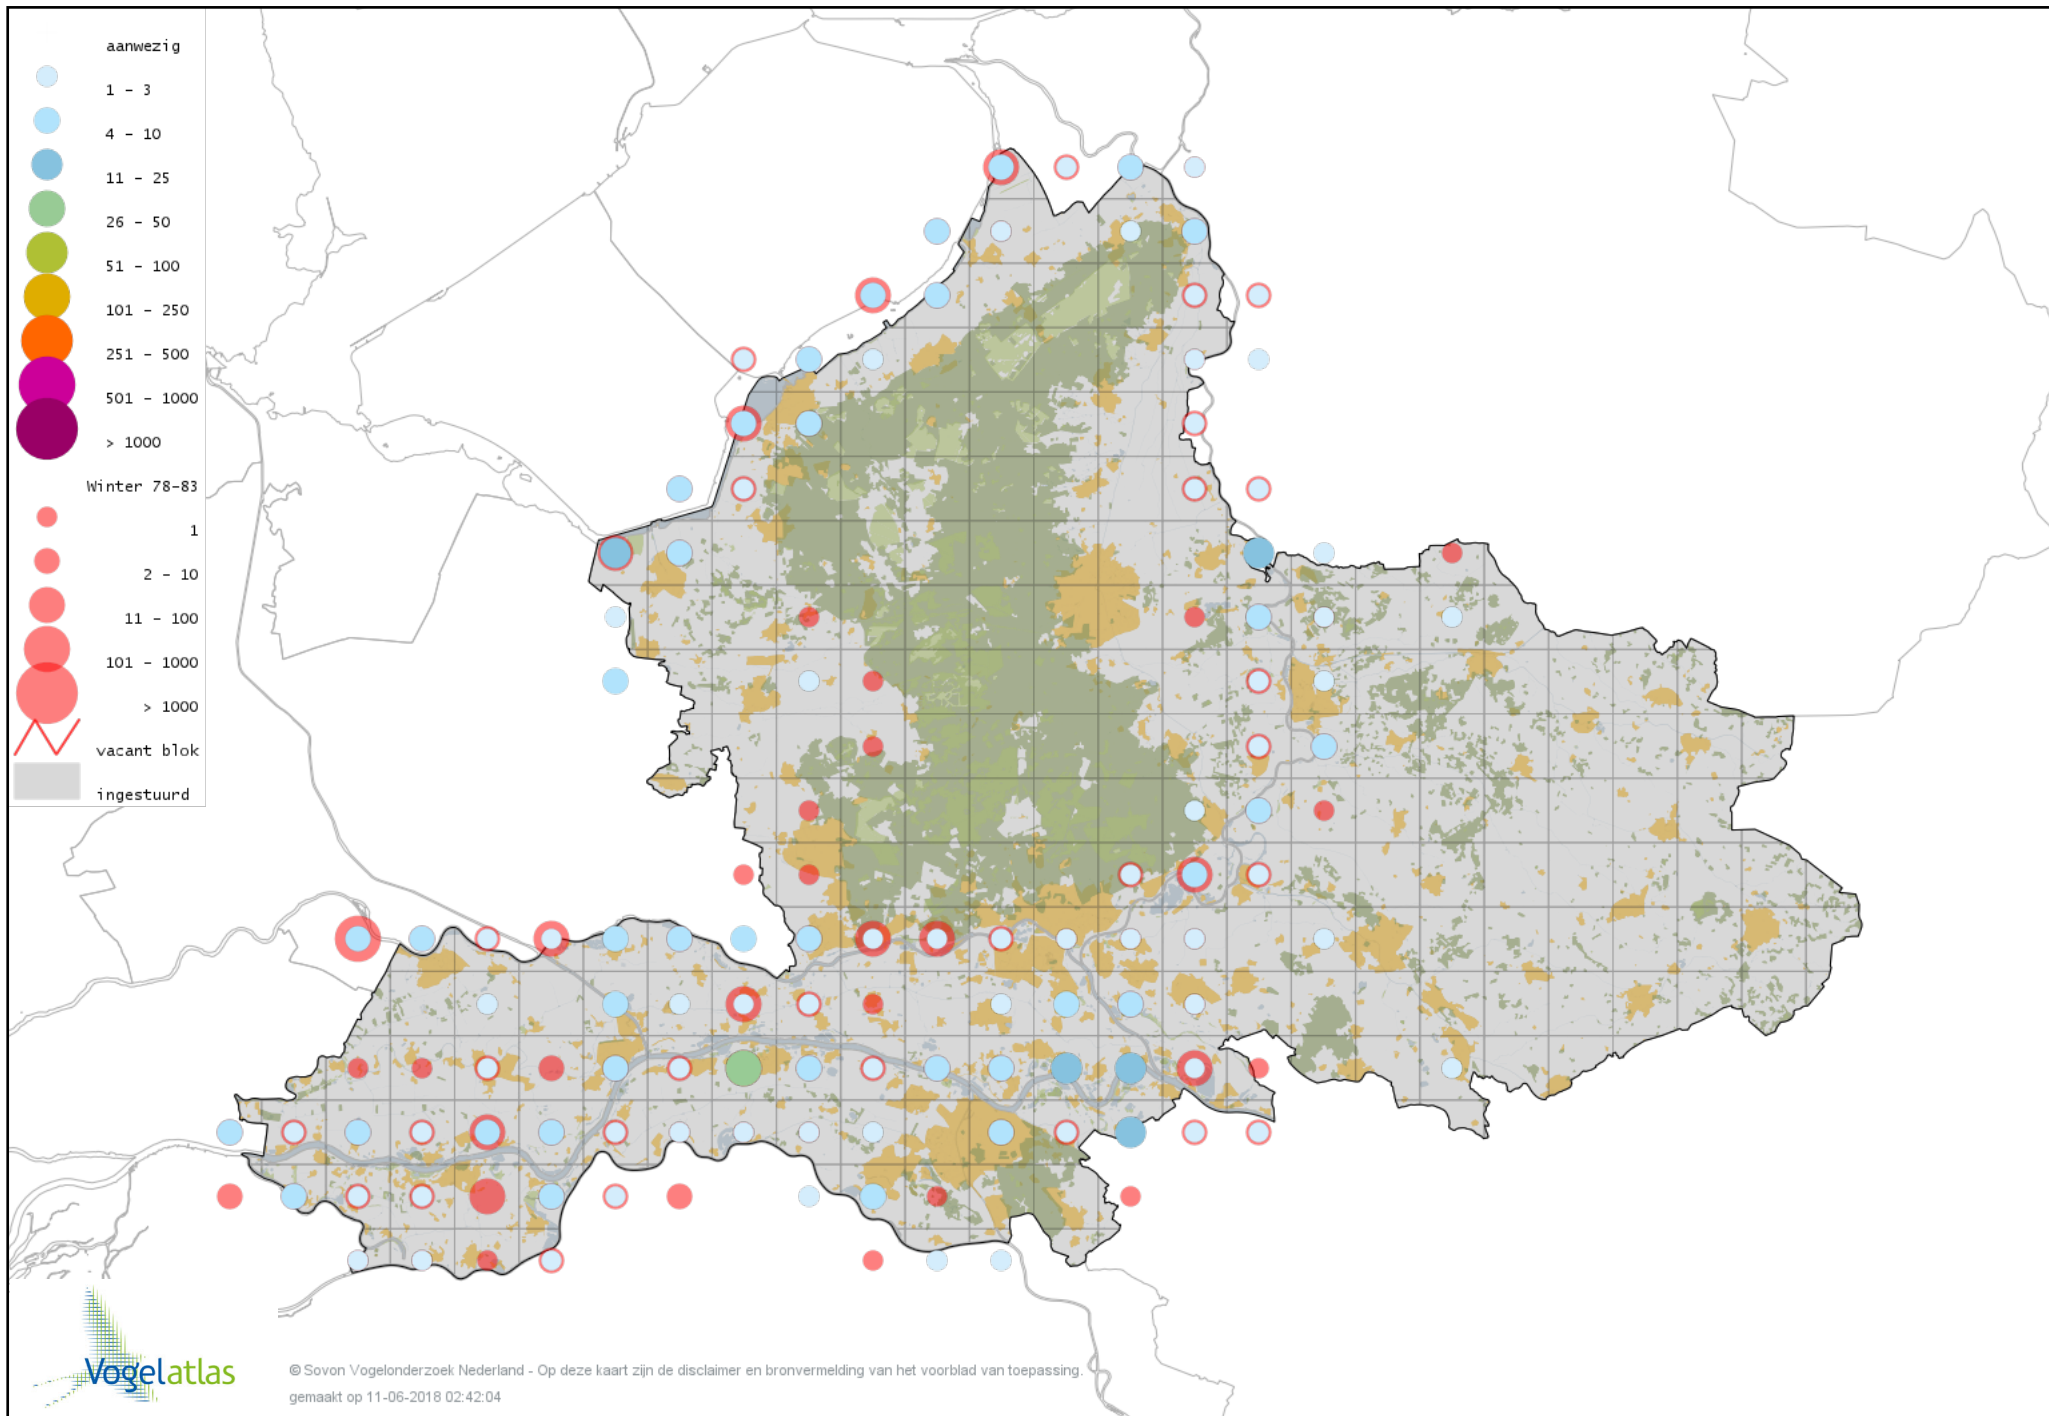 aanwezig
1 - 3
4 - 10
11 - 25
26 - 50
51 - 100
101 - 250
251 - 500
501 - 1000
> 1000
Winter 78-83
1
2 - 10
11 - 100
101 - 1000
> 1000
vacant blok
ingestuurd
Vogelatlas
© Sovon Vogelonderzoek Nederland - Op deze kaart zijn de disclaimer en bronvermelding van het voorblad van toepassing.
gemaakt op 11-06-2018 02:42:04